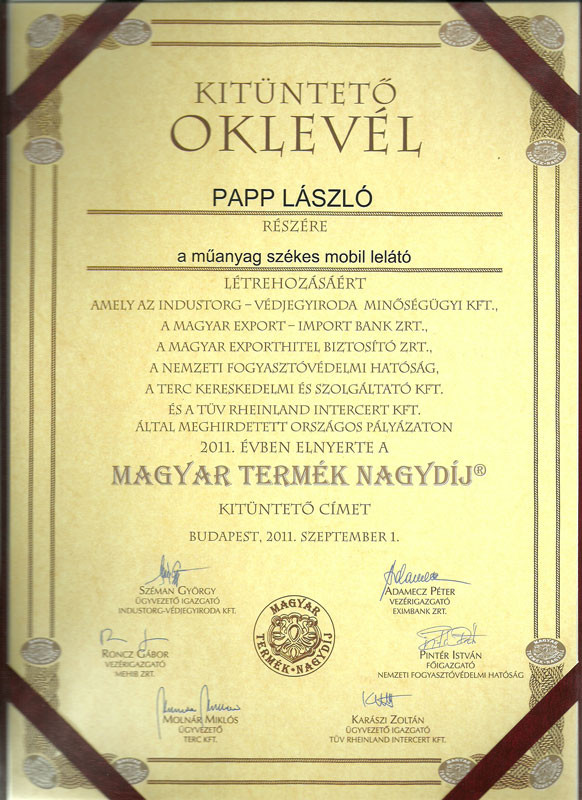 KITÜNTETŐ
OKLEVÉL
PAPP LÁSZLÓ
RÉSZÉRE
a műanyag székes mobil lelátó
LÉTREHOZÁSÁÉRT
AMELY AZ INDUSTORG – VÉDJEGYIRODA MINŐSÉGÜGYI KFT.,
A MAGYAR EXPORT – IMPORT BANK ZRT.,
A MAGYAR EXPORTHITEL BIZTOSÍTÓ ZRT.,
A NEMZETI FOGYASZTÓVÉDELMI HATÓSÁG,
A TERC KERESKEDELMI ÉS SZOLGÁLTATÓ KFT.
ÉS A TÜV RHEINLAND INTERCERT KFT.
ÁLTAL MEGHIRDETETT ORSZÁGOS PÁLYÁZATON
2011. ÉVBEN ELNYERTE A
MAGYAR TERMÉK NAGYDÍJ®
KITÜNTETŐ CÍMET
BUDAPEST, 2011. SZEPTEMBER 1.
SZÉMAN GYÖRGY
ÜGYVEZETŐ IGAZGATÓ
INDUSTORG-VÉDJEGYIRODA KFT.
ADAMECZ PÉTER
VEZÉRIGAZGATÓ
EXIMBANK ZRT.
RONCZ GÁBOR
VEZÉRIGAZGATÓ
MEHIB ZRT.
MAGYAR
TERMÉK•NAGYDÍJ
PINTÉR ISTVÁN
FŐIGAZGATÓ
NEMZETI FOGYASZTÓVÉDELMI HATÓSÁG
MOLNÁR MIKLÓS
ÜGYVEZETŐ
TERC KFT.
KARÁSZI ZOLTÁN
ÜGYVEZETŐ IGAZGATÓ
TÜV RHEINLAND INTERCERT KFT.